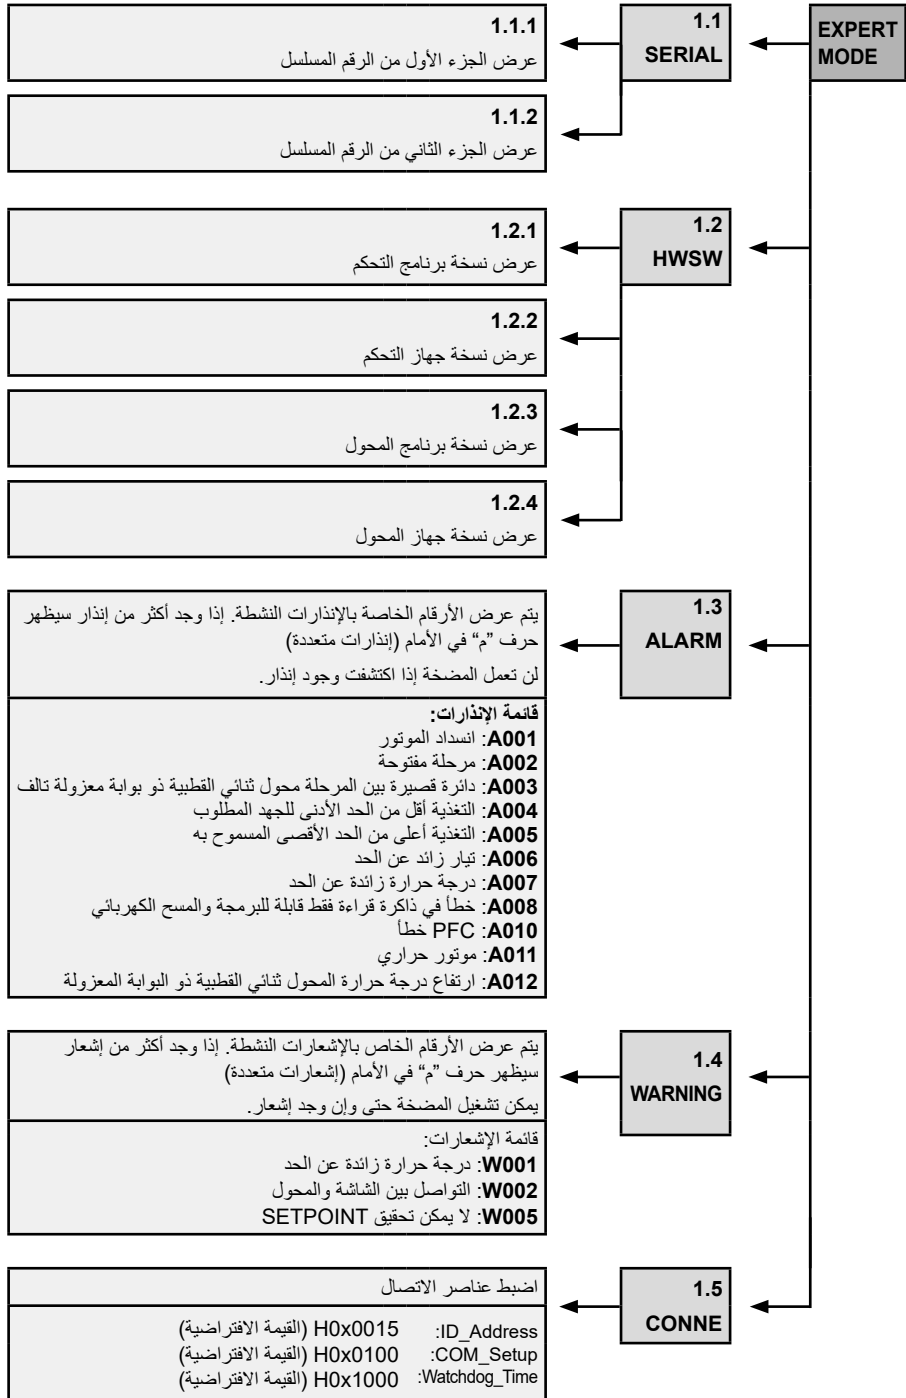 EXPERT
MODE
1.1
SERIAL
1.1.1
عرض الجزء الأول من الرقم المسلسل
1.1.2
عرض الجزء الثاني من الرقم المسلسل
1.2
HWSW
1.2.1
عرض نسخة برنامج التحكم
1.2.2
عرض نسخة جهاز التحكم
1.2.3
عرض نسخة برنامج المحول
1.2.4
عرض نسخة جهاز المحول
1.3
ALARM
يتم عرض الأرقام الخاصة بالإنذارات النشطة. إذا وجد أكثر من إنذار سيظهر
حرف "م" في الأمام (إنذارات متعددة)
لن تعمل المضخة إذا اكتشفت وجود إنذار.
قائمة الإنذارات:
A001: انسداد الموتور
A002: مرحلة مفتوحة
A003: دائرة قصيرة بين المرحلة محول ثنائي القطبية ذو بوابة معزولة تالف
A004: التغذية أقل من الحد الأدنى للجهد المطلوب
A005: التغذية أعلى من الحد الأقصى المسموح به
A006: تيار زائد عن الحد
A007: درجة حرارة زائدة عن الحد
A008: خطأ في ذاكرة قراءة فقط قابلة للبرمجة والمسح الكهربائي
A010: PFC خطأ
A011: موتور حراري
A012: ارتفاع درجة حرارة المحول ثنائي القطبية ذو البوابة المعزولة
1.4
WARNING
يتم عرض الأرقام الخاص بالإشعارات النشطة. إذا وجد أكثر من إشعار
سيظهر حرف "م" في الأمام (إشعارات متعددة)
يمكن تشغيل المضخة حتى وإن وجد إشعار.
قائمة الإشعارات:
W001: درجة حرارة زائدة عن الحد
W002: التواصل بين الشاشة والمحول
W005: لا يمكن تحقيق SETPOINT
1.5
CONNE
اضبط عناصر الاتصال
ID_Address: H0x0015 (القيمة الافتراضية)
COM_Setup: H0x0100 (القيمة الافتراضية)
Watchdog_Time: H0x1000 (القيمة الافتراضية)